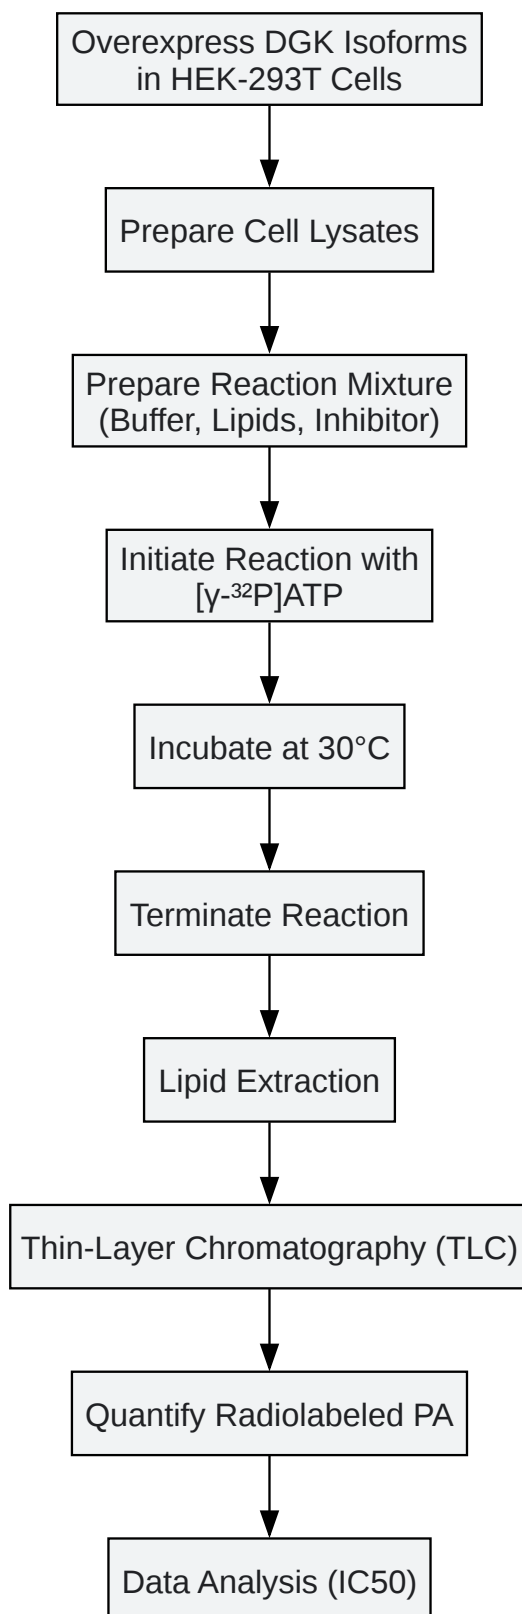 Overexpress DGK Isoforms
in HEK-293T Cells
Prepare Cell Lysates
Prepare Reaction Mixture
(Buffer, Lipids, Inhibitor)
Initiate Reaction with
[γ-³²P]ATP
Incubate at 30°C
Terminate Reaction
Lipid Extraction
Thin-Layer Chromatography (TLC)
Quantify Radiolabeled PA
Data Analysis (IC50)